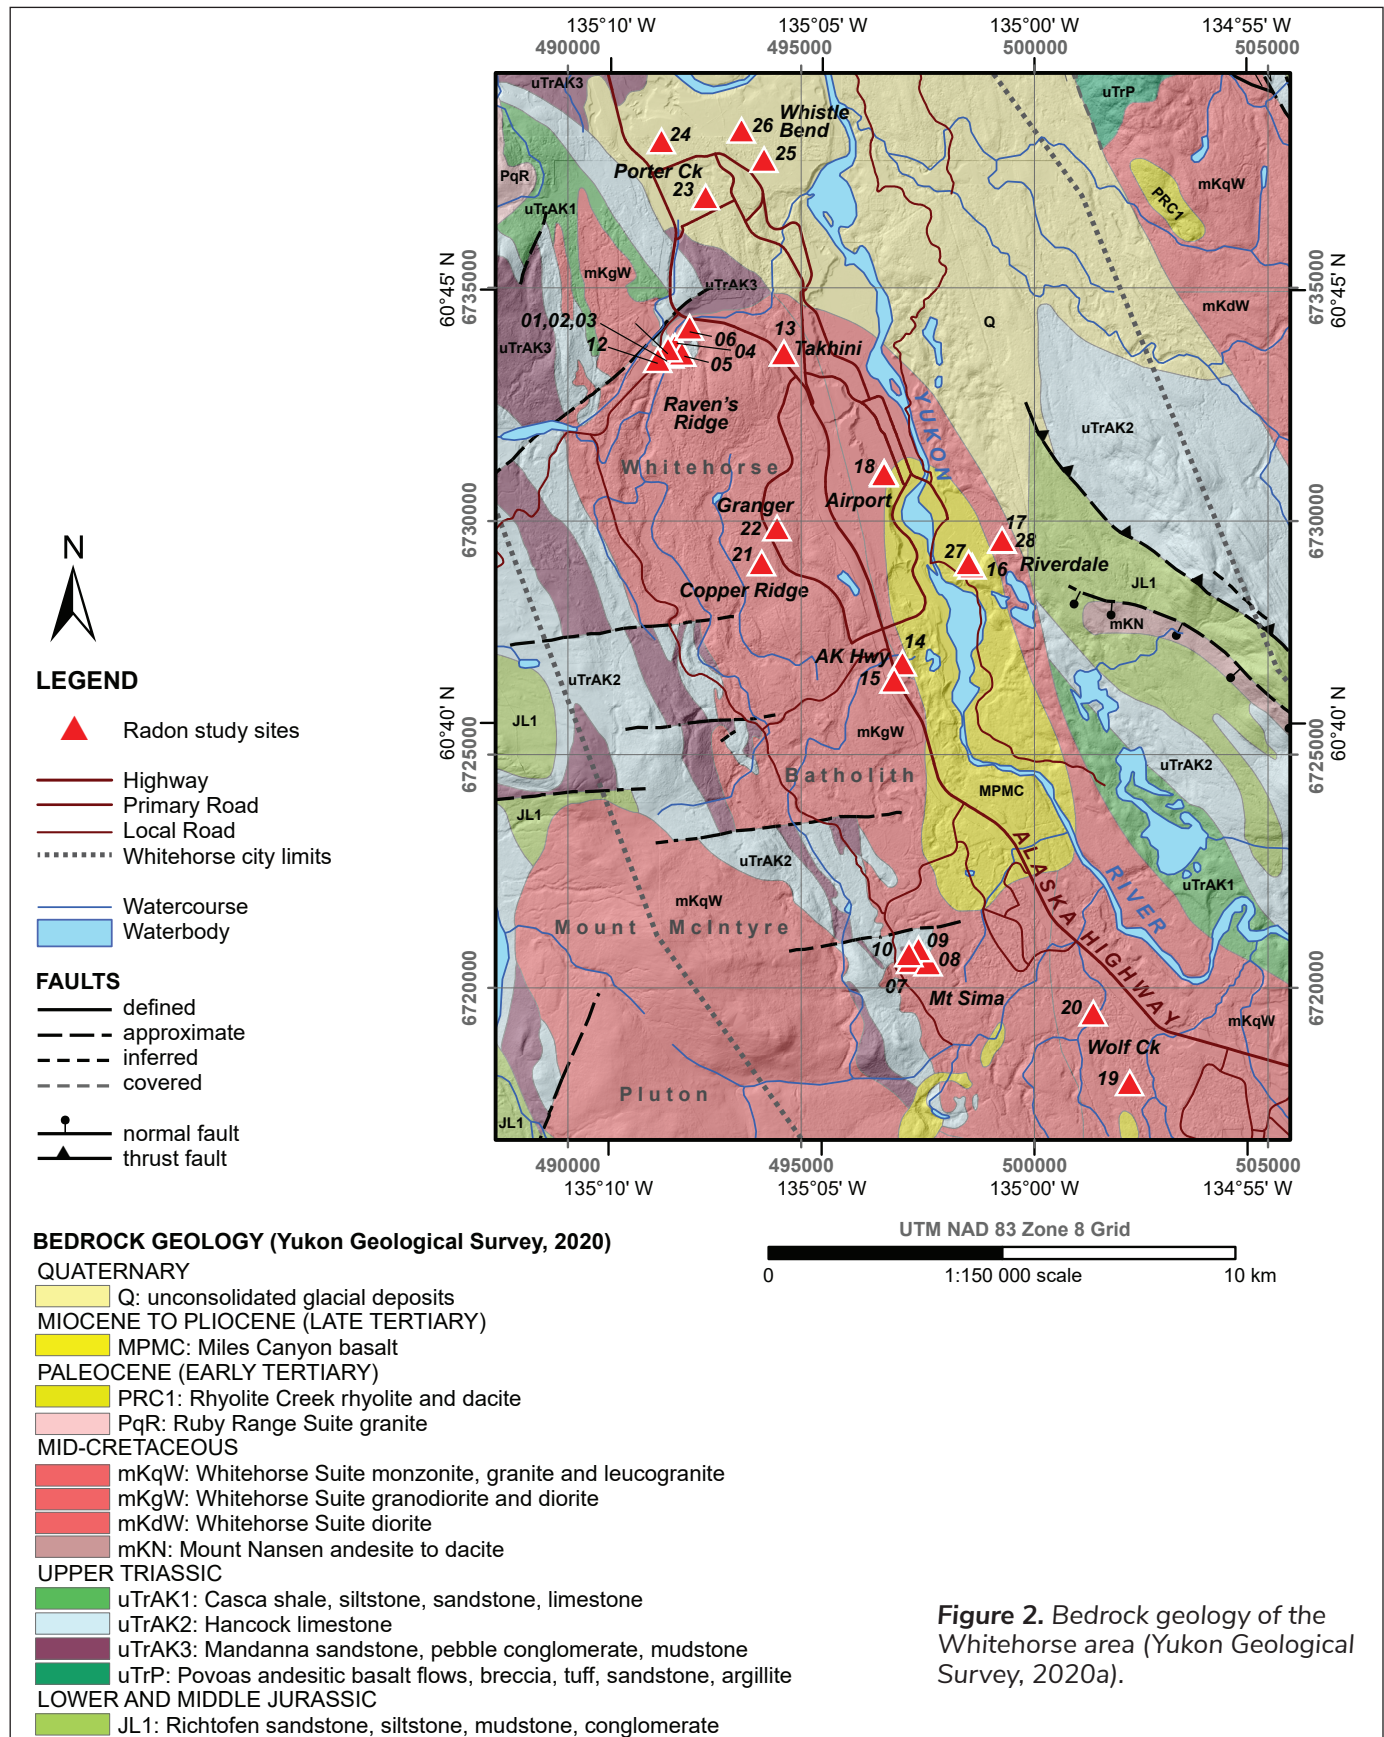 135°10' W 135°05' W 135°00' W 134°55' W
490000 495000 500000 505000
uTrAK3
uTrP
Whistle
Bend
24
26
25
Porter Ck
23
PqR
mKqW
PRC1
uTrAK1
60°45' N
6735000
mKgW
uTrAK3
6735000
60°45' N
mKdW
Q
01,02,03
13
06
12
04
Takhini
uTrAK3
05
Raven's
Ridge
YUKON
uTrAK2
Whitehorse
18
Airport
Granger
22
17
28
6730000
6730000
21
27
16
Riverdale
Copper Ridge
JL1
mKN
14
AK Hwy
15
uTrAK2
JL1
60°40' N
6725000
mKgW
60°40' N
6725000
uTrAK2
Batholith
MPMC
JL1
ALASKA HIGHWAY
uTrAK2
RIVER
uTrAK1
mKqW
Mount McIntyre
10
09
08
07
6720000
6720000
Mt Sima
20
mKqW
Wolf Ck
19
Pluton
JL1
490000 495000 500000 505000
135°10' W 135°05' W 135°00' W 134°55' W
N
LEGEND
Radon study sites
Highway
Primary Road
Local Road
Whitehorse city limits
Watercourse
Waterbody
FAULTS
defined
approximate
inferred
covered
normal fault
thrust fault
UTM NAD 83 Zone 8 Grid
0 1:150 000 scale 10 km
BEDROCK GEOLOGY (Yukon Geological Survey, 2020)
QUATERNARY
Q: unconsolidated glacial deposits
MIOCENE TO PLIOCENE (LATE TERTIARY)
MPMC: Miles Canyon basalt
PALEOCENE (EARLY TERTIARY)
PRC1: Rhyolite Creek rhyolite and dacite
PqR: Ruby Range Suite granite
MID-CRETACEOUS
mKqW: Whitehorse Suite monzonite, granite and leucogranite
mKgW: Whitehorse Suite granodiorite and diorite
mKdW: Whitehorse Suite diorite
mKN: Mount Nansen andesite to dacite
UPPER TRIASSIC
uTrAK1: Casca shale, siltstone, sandstone, limestone
uTrAK2: Hancock limestone
uTrAK3: Mandanna sandstone, pebble conglomerate, mudstone
uTrP: Povoas andesitic basalt flows, breccia, tuff, sandstone, argillite
LOWER AND MIDDLE JURASSIC
JL1: Richtofen sandstone, siltstone, mudstone, conglomerate
Figure 2. Bedrock geology of the
Whitehorse area (Yukon Geological
Survey, 2020a).